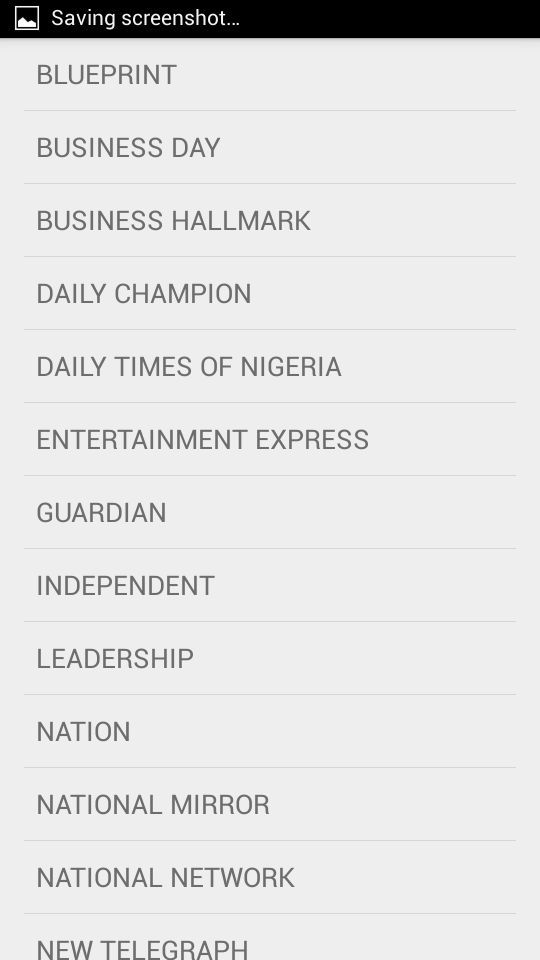 Saving screenshot...
BLUEPRINT
BUSINESS DAY
BUSINESS HALLMARK
DAILY CHAMPION
DAILY TIMES OF NIGERIA
ENTERTAINMENT EXPRESS
GUARDIAN
INDEPENDENT
LEADERSHIP
NATION
NATIONAL MIRROR
NATIONAL NETWORK
NEW TELEGRAPH